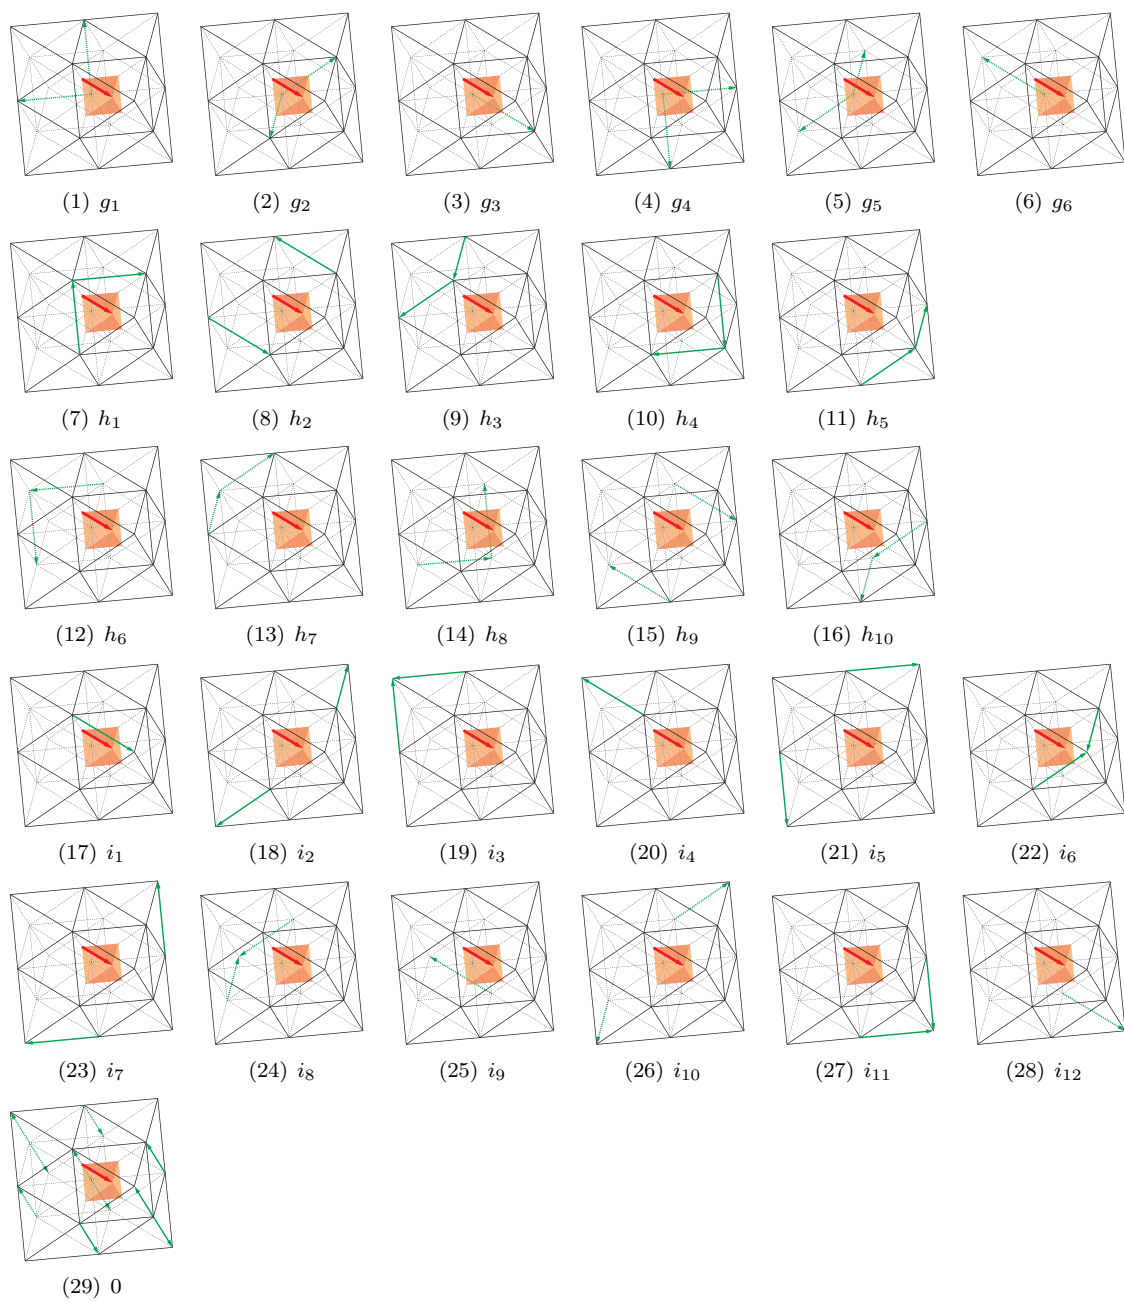 (1) g₁ (2) g₂ (3) g₃ (4) g₄ (5) g₅ (6) g₆
(7) h₁ (8) h₂ (9) h₃ (10) h₄ (11) h₅
(12) h₆ (13) h₇ (14) h₈ (15) h₉ (16) h₁₀
(17) i₁ (18) i₂ (19) i₃ (20) i₄ (21) i₅ (22) i₆
(23) i₇ (24) i₈ (25) i₉ (26) i₁₀ (27) i₁₁ (28) i₁₂
(29) 0